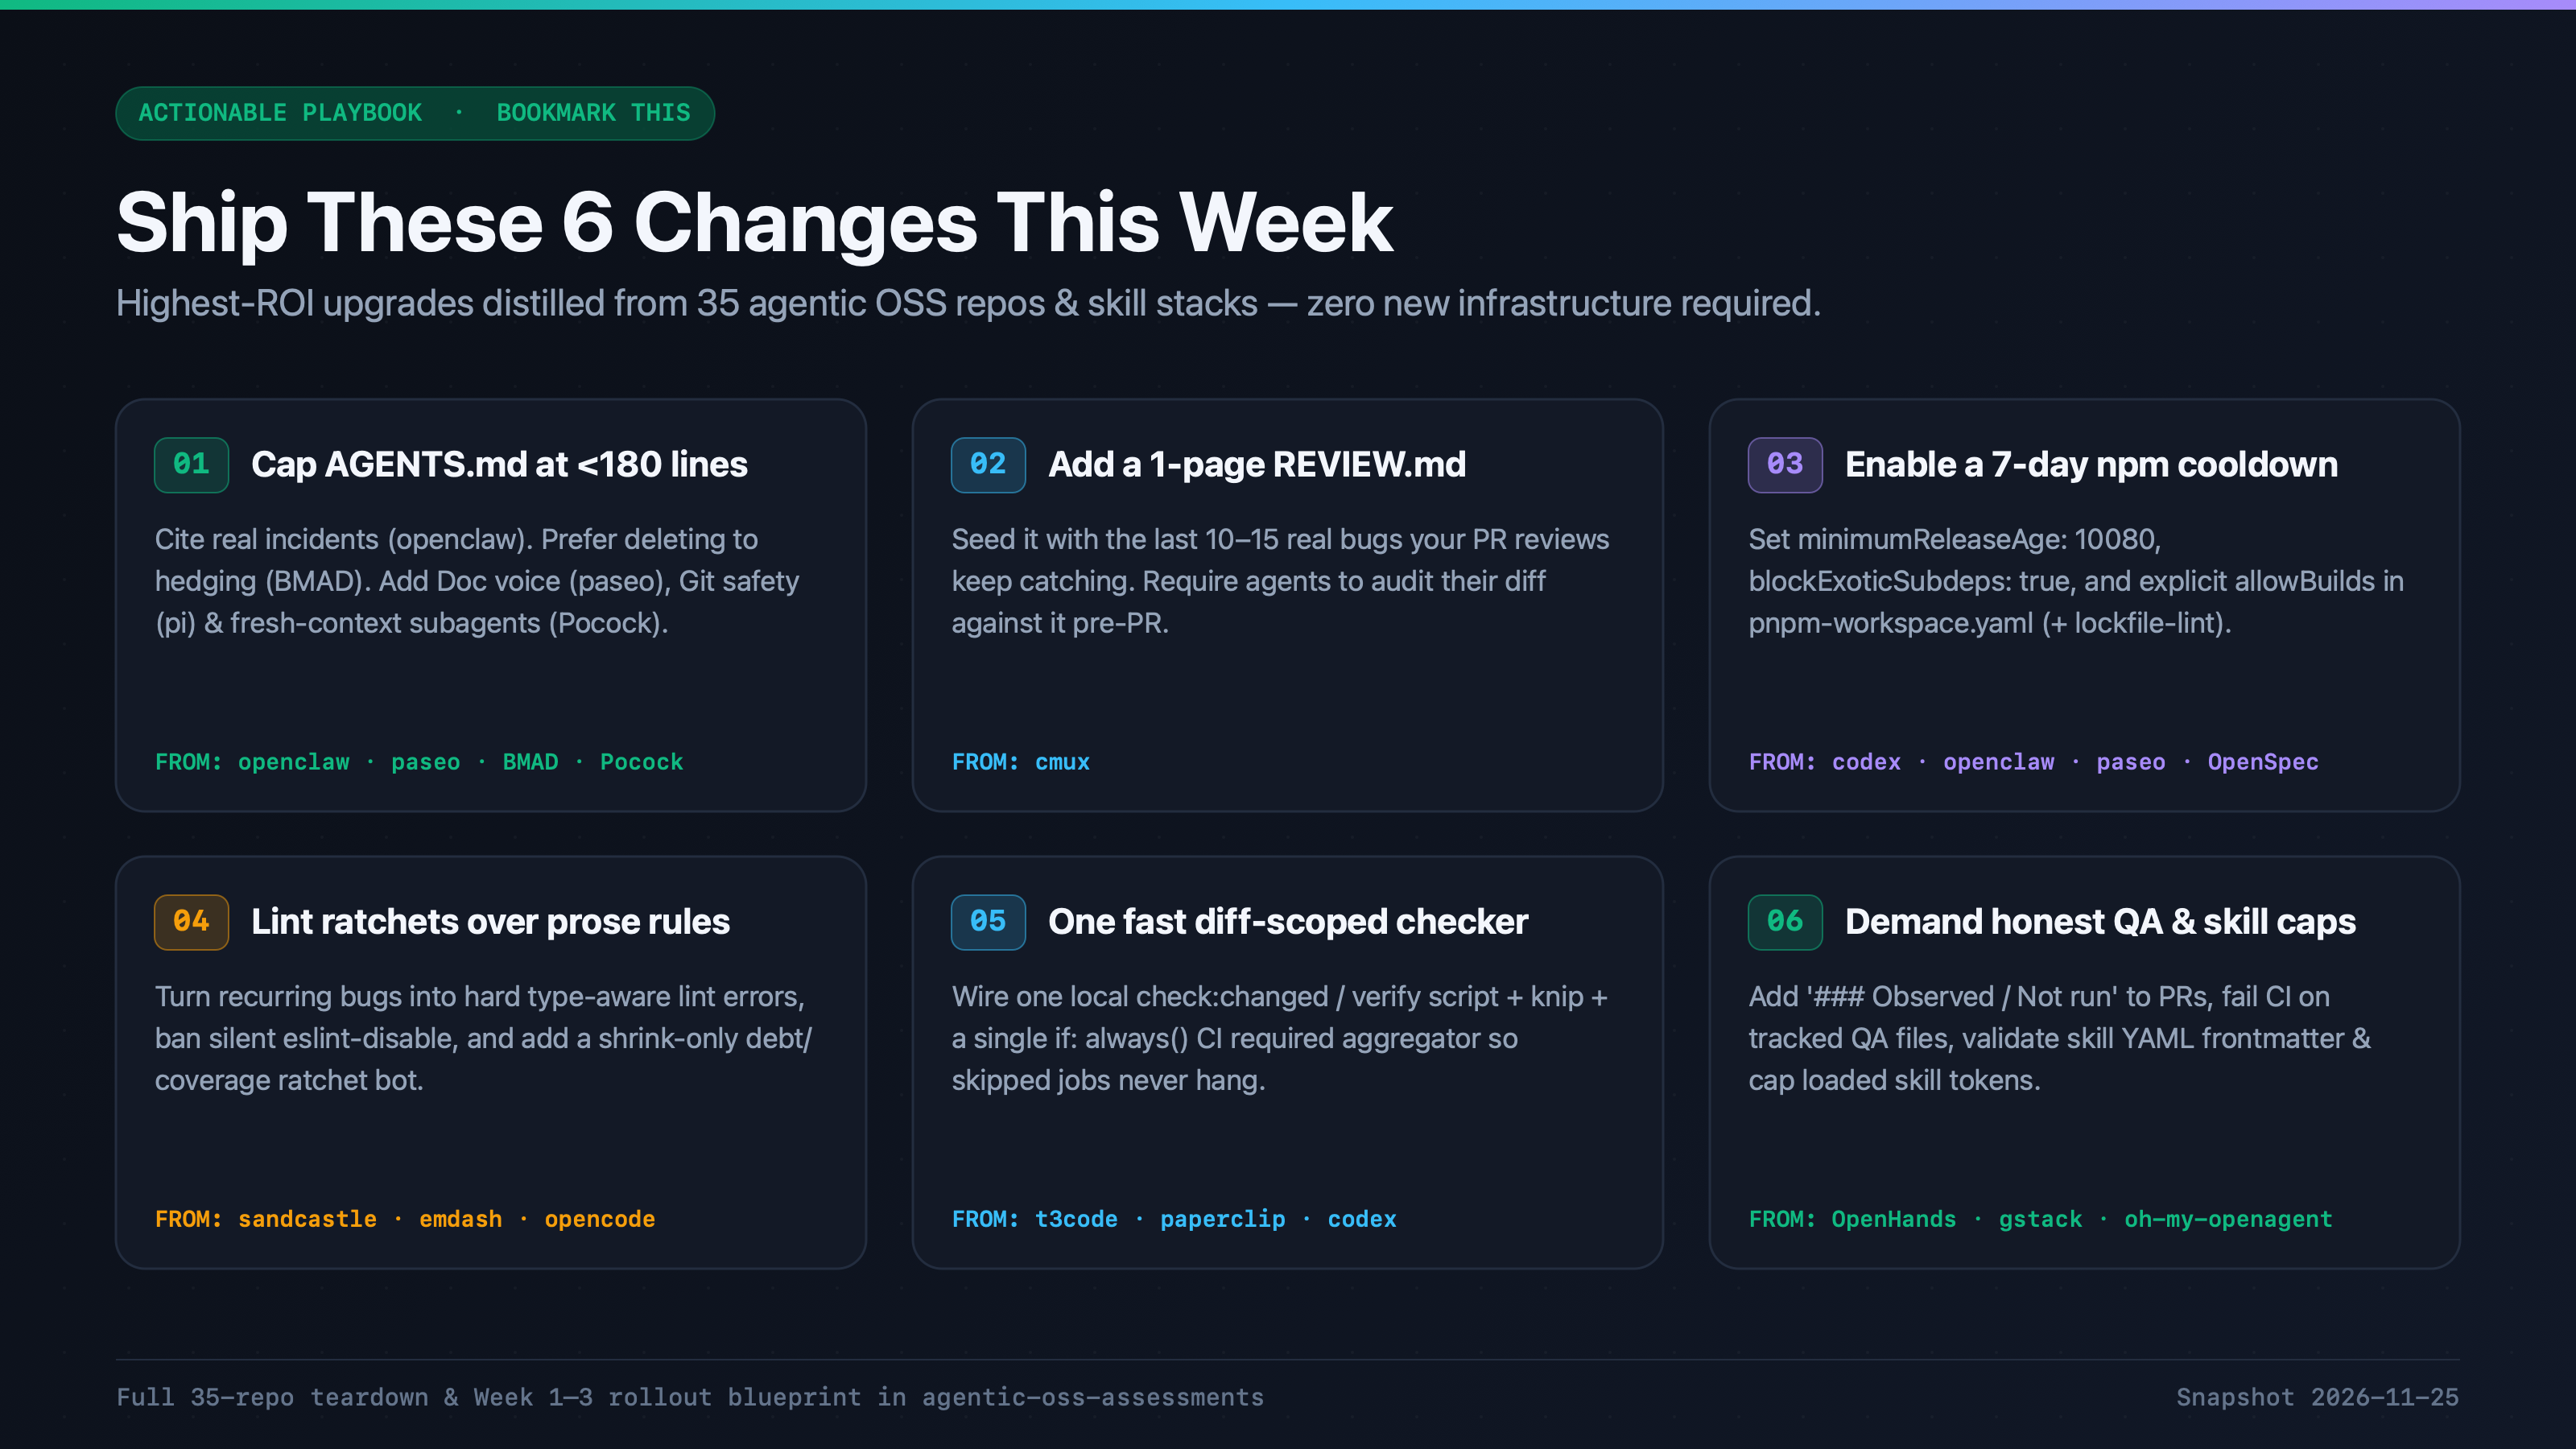 ACTIONABLE PLAYBOOK · BOOKMARK THIS
Ship These 6 Changes This Week
Highest-ROI upgrades distilled from 35 agentic OSS repos & skill stacks — zero new infrastructure required.
01 Cap AGENTS.md at <180 lines
Cite real incidents (openclaw). Prefer deleting to
hedging (BMAD). Add Doc voice (paseo), Git safety
(pi) & fresh-context subagents (Pocock).
FROM: openclaw · paseo · BMAD · Pocock
02 Add a 1-page REVIEW.md
Seed it with the last 10–15 real bugs your PR reviews
keep catching. Require agents to audit their diff
against it pre-PR.
FROM: cmux
03 Enable a 7-day npm cooldown
Set minimumReleaseAge: 10080,
blockExoticSubdeps: true, and explicit allowBuilds in
pnpm-workspace.yaml (+ lockfile-lint).
FROM: codex · openclaw · paseo · OpenSpec
04 Lint ratchets over prose rules
Turn recurring bugs into hard type-aware lint errors,
ban silent eslint-disable, and add a shrink-only debt/
coverage ratchet bot.
FROM: sandcastle · emdash · opencode
05 One fast diff-scoped checker
Wire one local check:changed / verify script + knip +
a single if: always() CI required aggregator so
skipped jobs never hang.
FROM: t3code · paperclip · codex
06 Demand honest QA & skill caps
Add '### Observed / Not run' to PRs, fail CI on
tracked QA files, validate skill YAML frontmatter &
cap loaded skill tokens.
FROM: OpenHands · gstack · oh-my-openagent
Full 35-repo teardown & Week 1–3 rollout blueprint in agentic-oss-assessments
Snapshot 2026-11-25